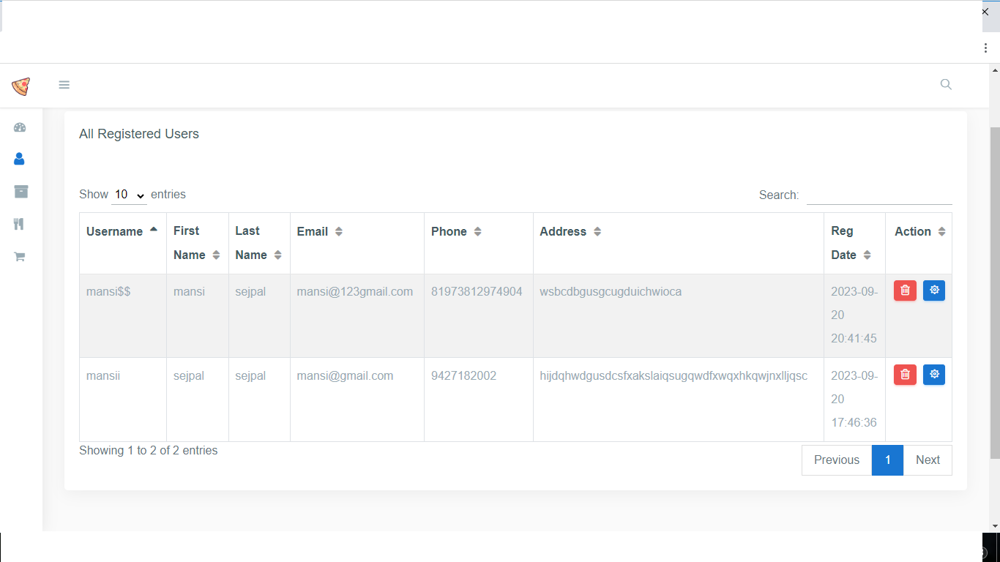 All Registered Users
Show 10 entries
Search:
Username First Name Last Name Email Phone Address Reg Date Action
mansi$$ mansi sejpal mansi@123gmail.com 81973812974904 wsbcdbgusgcugduichwioca 2023-09-20 20:41:45
mansii sejpal sejpal mansi@gmail.com 9427182002 hijdqhwdgusdcsfxakslaiqsugqwdfxwqxhkqwjnxlljqsc 2023-09-20 17:46:36
Showing 1 to 2 of 2 entries
Previous 1 Next